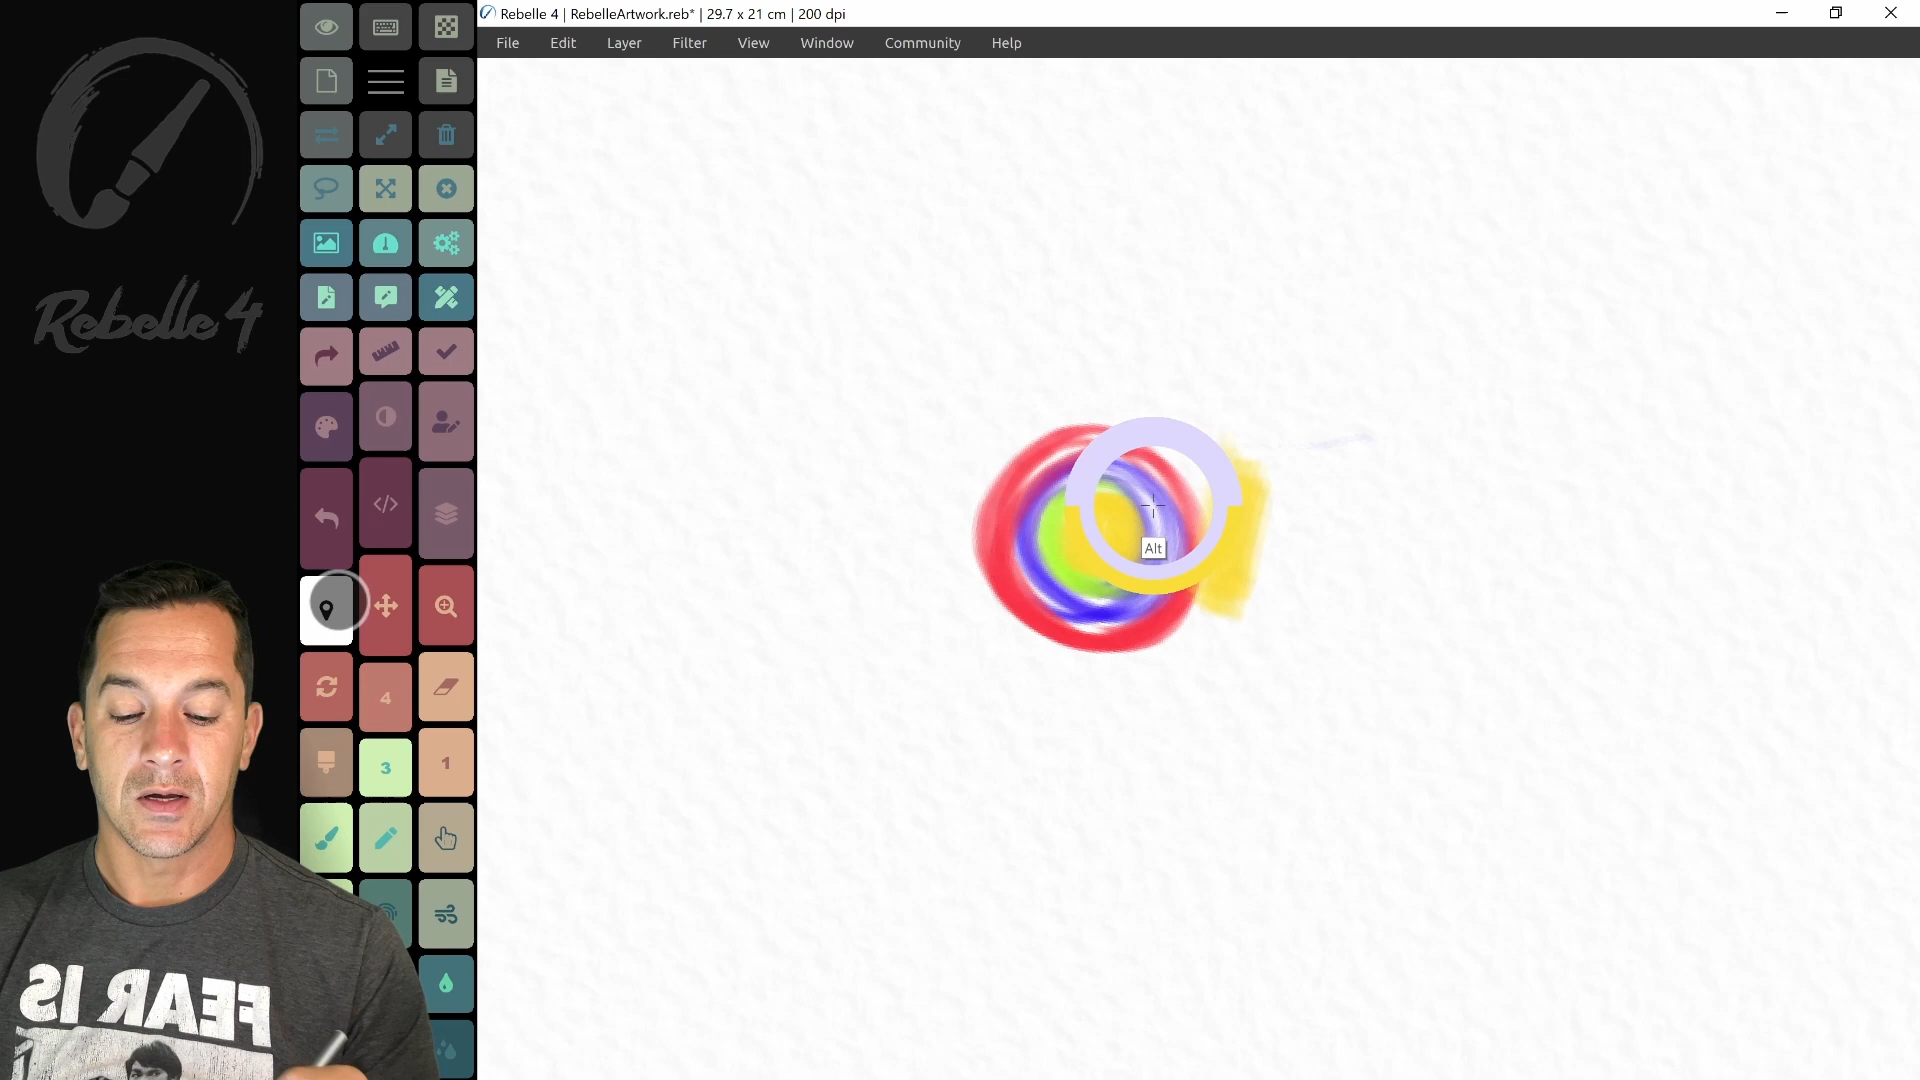 Rebelle 4 | RebelleArtwork.reb* | 29.7 x 21 cm | 200 dpi
File Edit Layer Filter View Window Community Help
Rebelle 4
Alt
4
3
1
FEAR IS